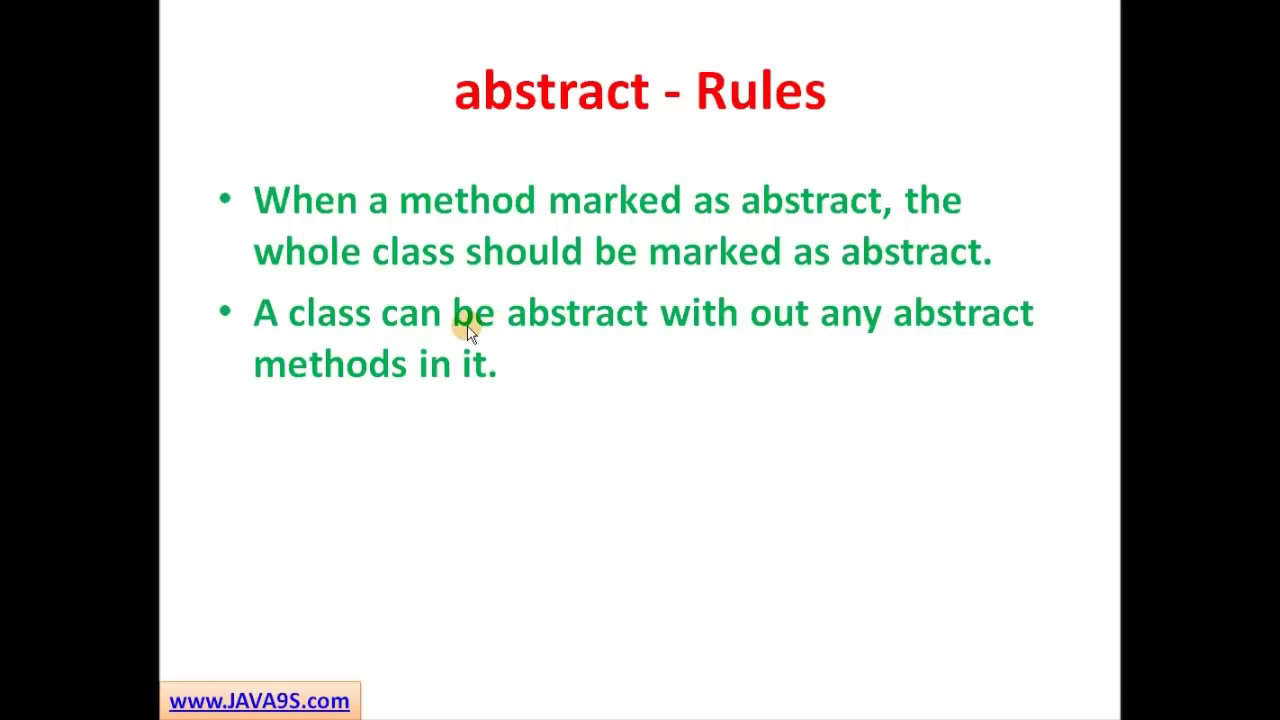 abstract - Rules
• When a method marked as abstract, the
whole class should be marked as abstract.
• A class can be abstract with out any abstract
methods in it.
www.JAVA9S.com